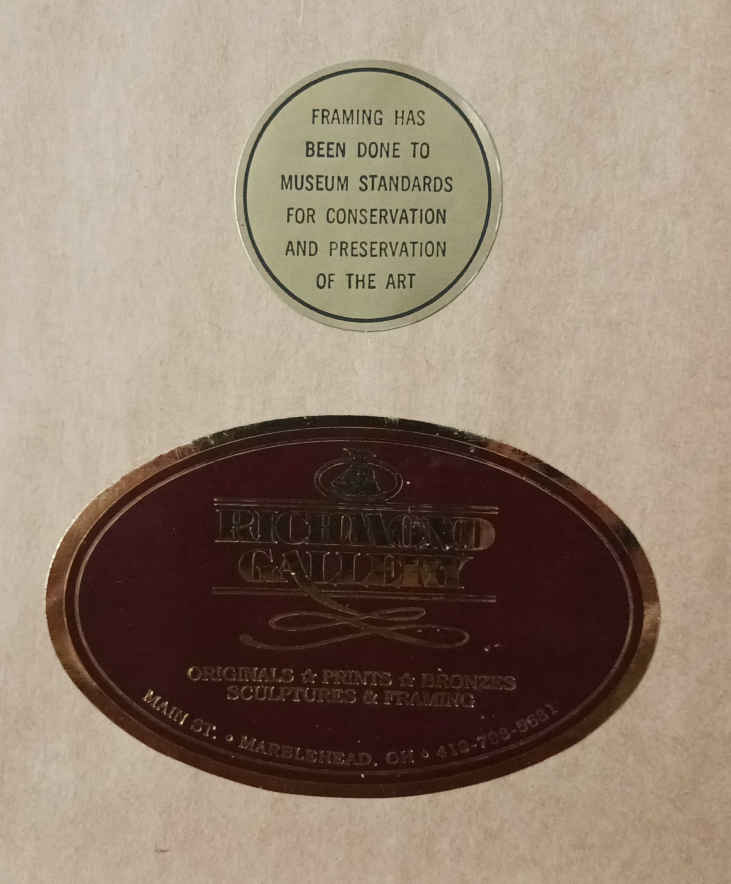 FRAMING HAS
BEEN DONE TO
MUSEUM STANDARDS
FOR CONSERVATION
AND PRESERVATION
OF THE ART
RICHMOND
GALLERY
ORIGINALS ☆ PRINTS ☆ BRONZES
SCULPTURES & FRAMING
MAIN ST. • MARBLEHEAD, OH •